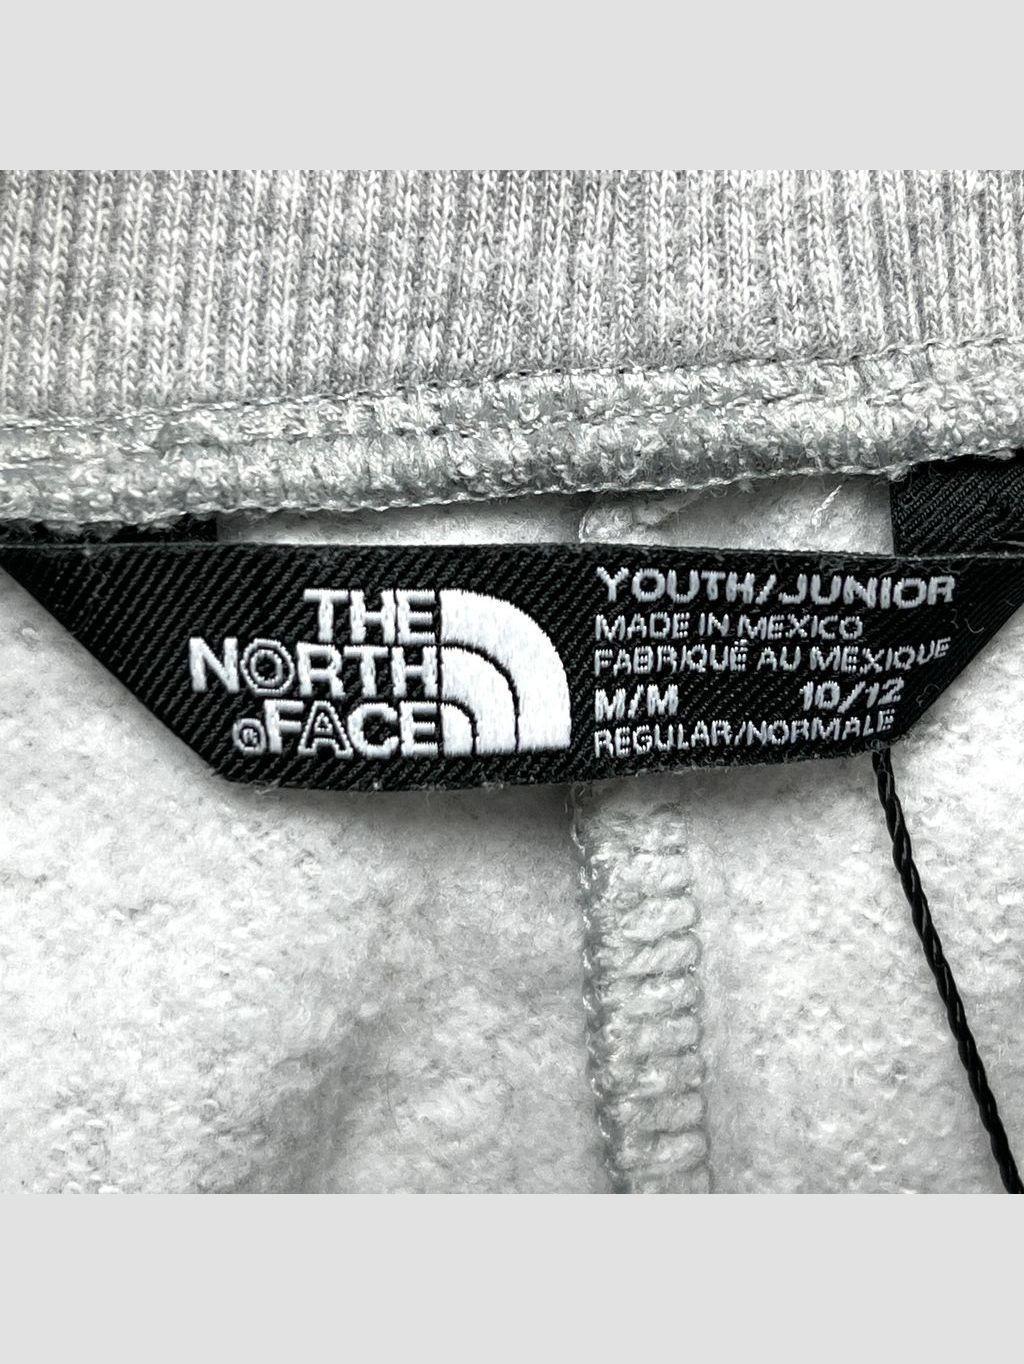 THE
NORTH
®FACE
YOUTH/JUNIOR
MADE IN MEXICO
FABRIQUÉ AU MEXIQUE
M/M 10/12
REGULAR/NORMALE